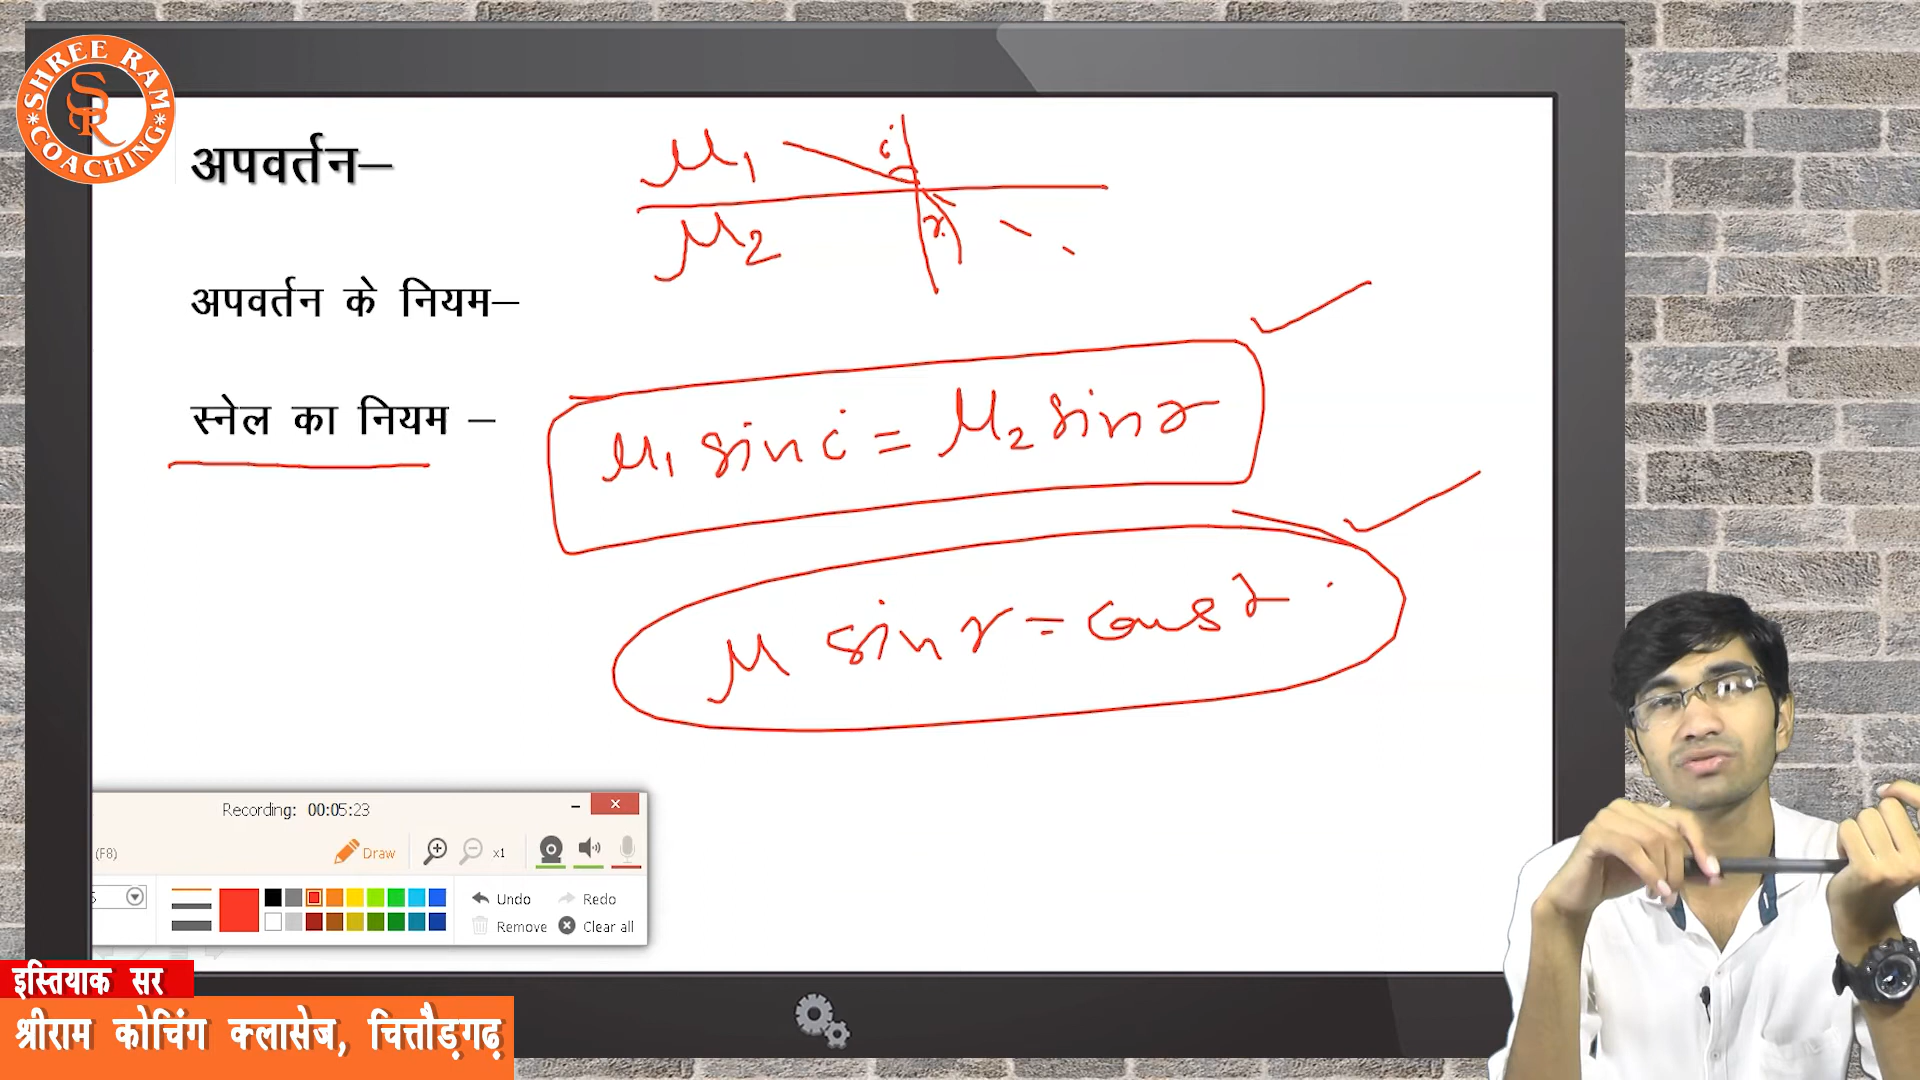 SHREE RAM
SR
COACHING
अपवर्तन–
μ1
i
μ2
r
अपवर्तन के नियम–
स्नेल का नियम –
μ1 sin i = μ2 sin r
μ sin r = const
Recording: 00:05:23
(F8)
Draw
x1
Undo
Redo
Remove
Clear all
इस्तियाक सर
श्रीराम कोचिंग क्लासेज, चित्तौड़गढ़